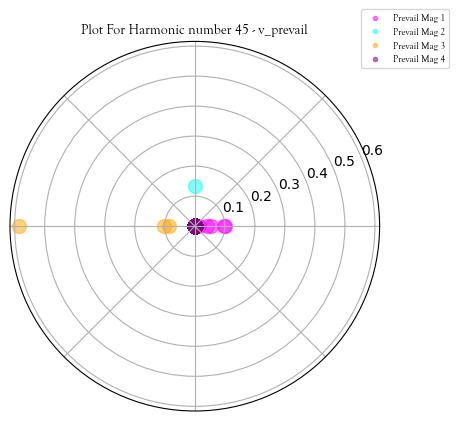 Prevail Mag 1
Prevail Mag 2
Prevail Mag 3
Prevail Mag 4
Plot For Harmonic number 45 - v_prevail
0.6
0.5
0.4
0.3
0.2
0.1